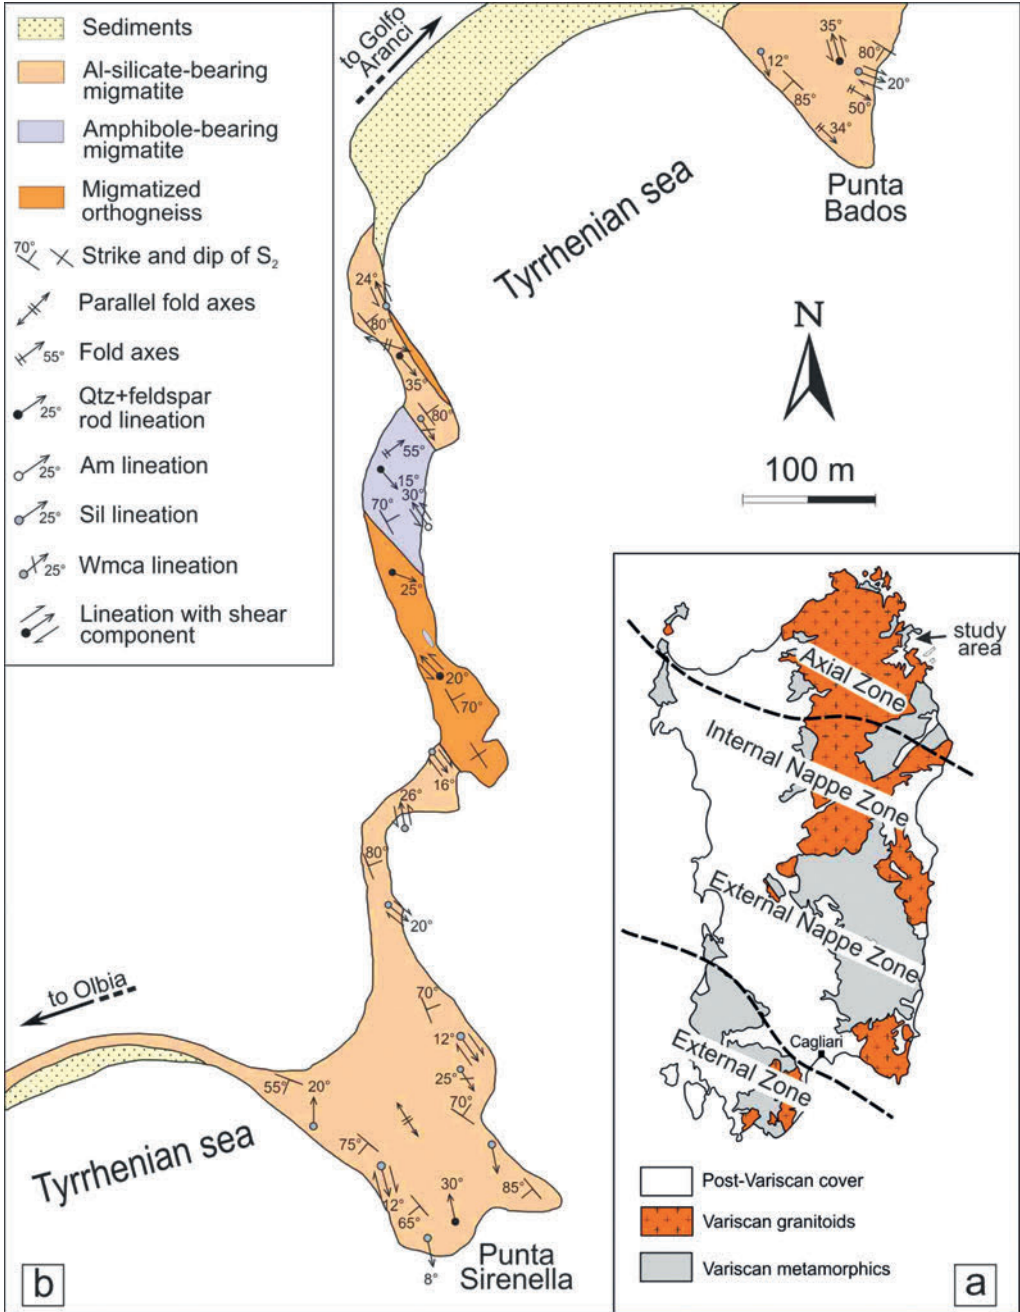 Sediments
Al-silicate-bearing
migmatite
Amphibole-bearing
migmatite
Migmatized
orthogneiss
70°
Strike and dip of S2
Parallel fold axes
55°
Fold axes
25°
Qtz+feldspar
rod lineation
25°
Am lineation
25°
Sil lineation
25°
Wmca lineation
Lineation with shear
component
b
to Golfo
Aranci
35°
12°
80°
20°
85°
50°
34°
Punta
Bados
Tyrrhenian sea
24°
80°
35°
80°
55°
15°
30°
70°
25°
20°
70°
16°
26°
80°
20°
70°
12°
25°
70°
55°
20°
75°
85°
30°
12°
65°
8°
N
100 m
to Olbia
Tyrrhenian sea
Punta
Sirenella
study
area
Axial Zone
Internal Nappe Zone
External Nappe Zone
Cagliari
External Zone
Post-Variscan cover
Variscan granitoids
Variscan metamorphics
a